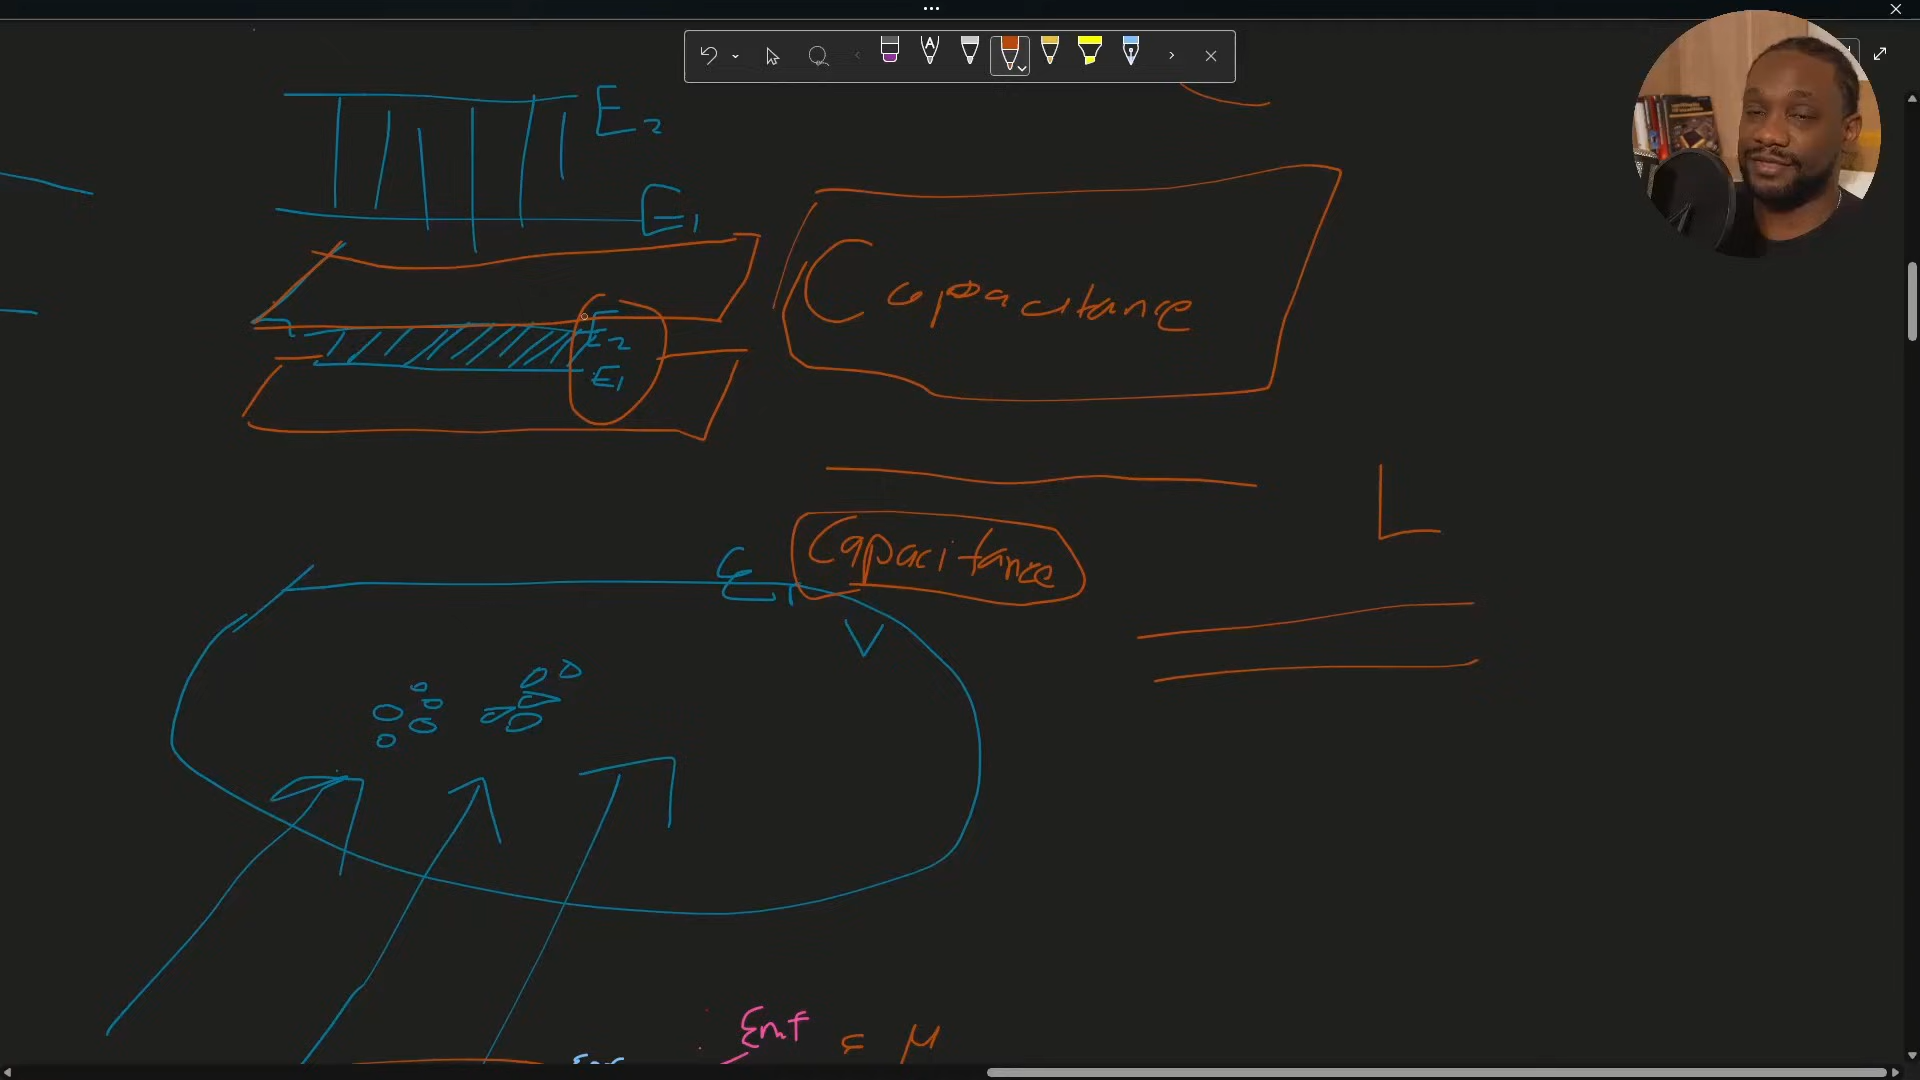 E2
E1
Capacitance
E2
E1
Capacitance
L
E1
V
Emf = μ